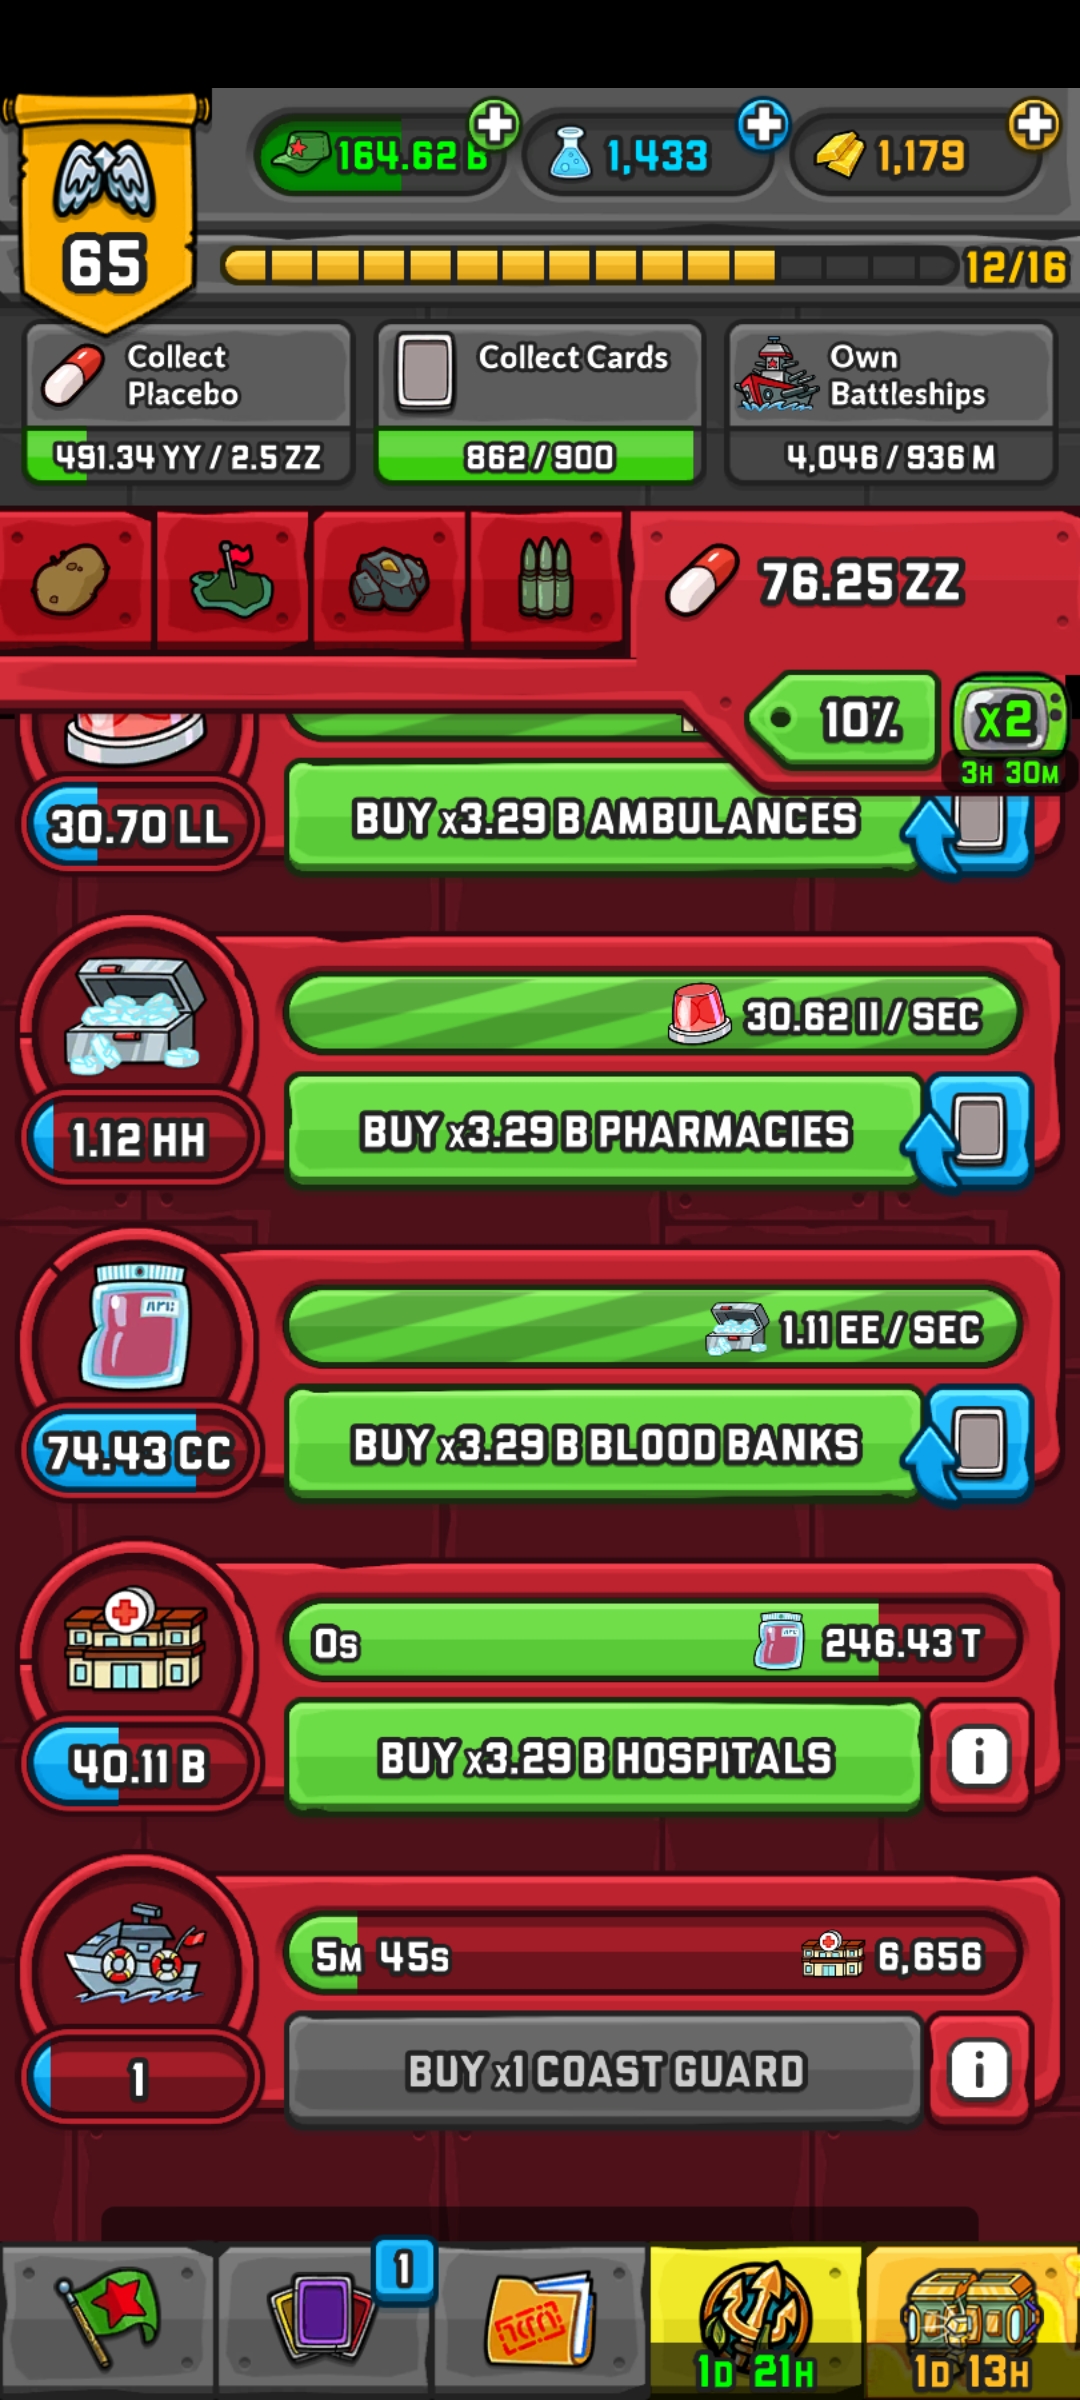 164.62 B
1,433
1,179
65
12/16
Collect Placebo
491.34 YY / 2.5 ZZ
Collect Cards
862/900
Own Battleships
4,046 / 936 M
76.25 ZZ
10%
x2
3H 30M
30.70 LL
BUY x3.29 B AMBULANCES
30.62 II / SEC
1.12 HH
BUY x3.29 B PHARMACIES
1.11 EE / SEC
74.43 CC
BUY x3.29 B BLOOD BANKS
0s
246.43 T
40.11 B
BUY x3.29 B HOSPITALS
i
5M 45s
6,656
1
BUY x1 COAST GUARD
i
1
1D 21H
1D 13H